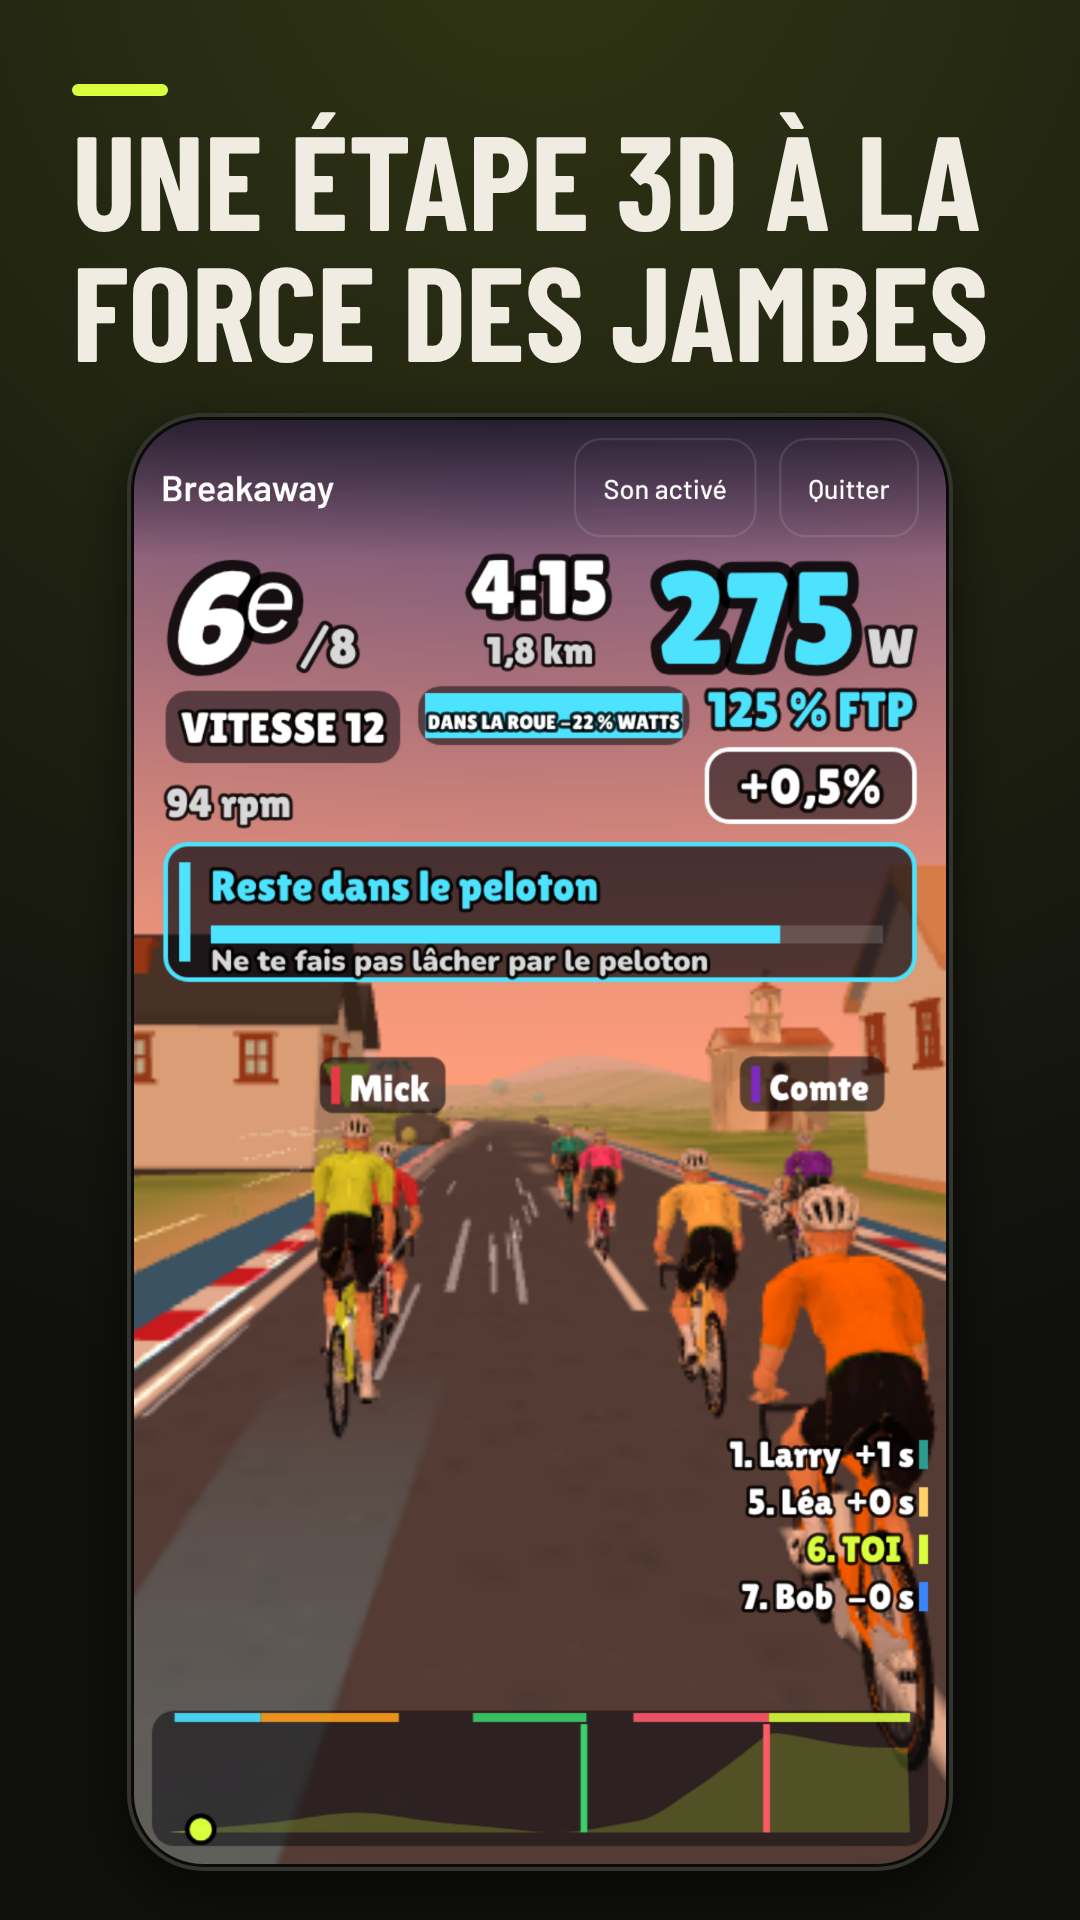 UNE ÉTAPE 3D À LA
FORCE DES JAMBES
Breakaway
Son activé
Quitter
6e/8
4:15
1,8 km
275 W
VITESSE 12
DANS LA ROUE –22 % WATTS
125 % FTP
94 rpm
+0,5%
Reste dans le peloton
Ne te fais pas lâcher par le peloton
Mick
Comte
1. Larry +1 s
5. Léa +0 s
6. TOI
7. Bob –0 s